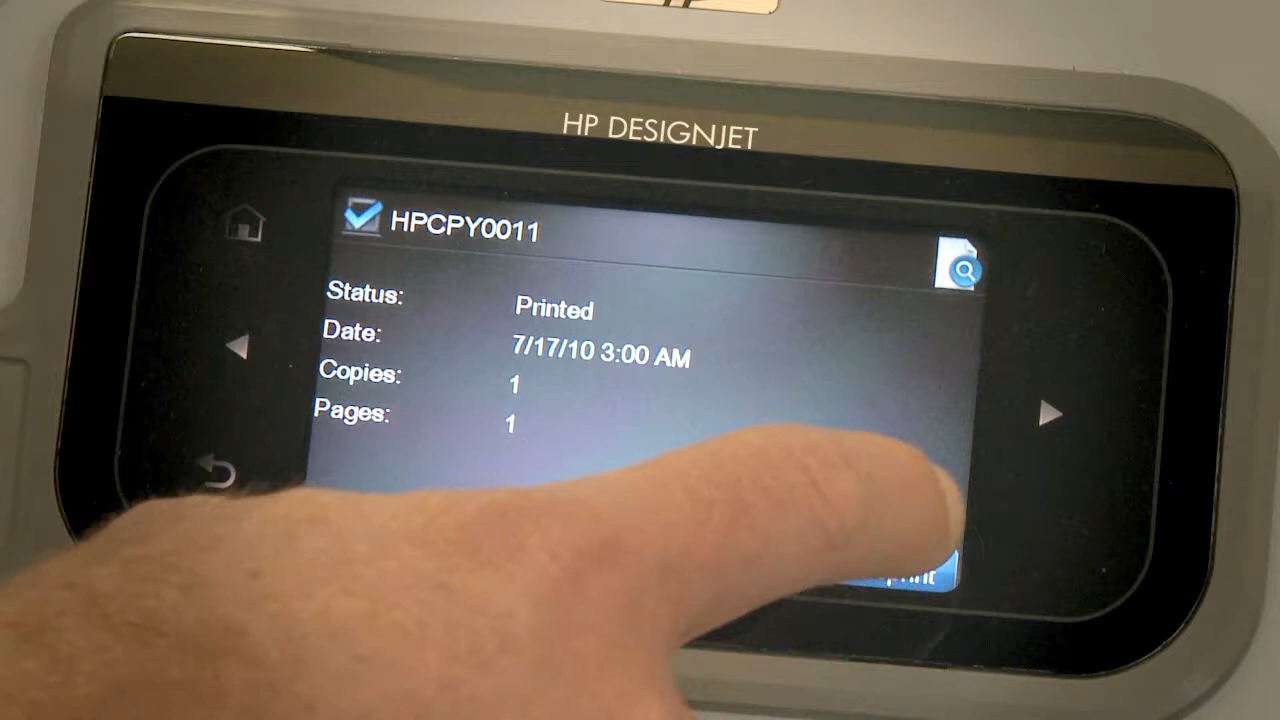 HP DESIGNJET
HPCPY0011
Status: Printed
Date: 7/17/10 3:00 AM
Copies: 1
Pages: 1